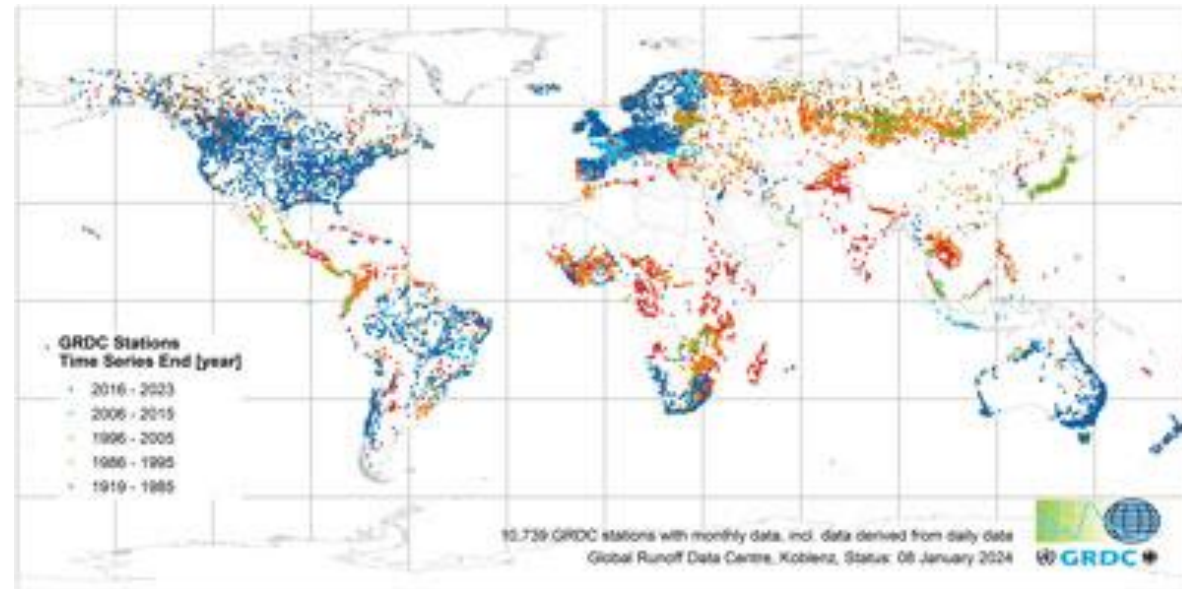 GRDC Stations
Time Series End [year]
2016 - 2023
2006 - 2015
1996 - 2005
1986 - 1995
1919 - 1985
10,739 GRDC stations with monthly data, incl. data derived from daily data
Global Runoff Data Centre, Koblenz, Status: 08 January 2024
GRDC